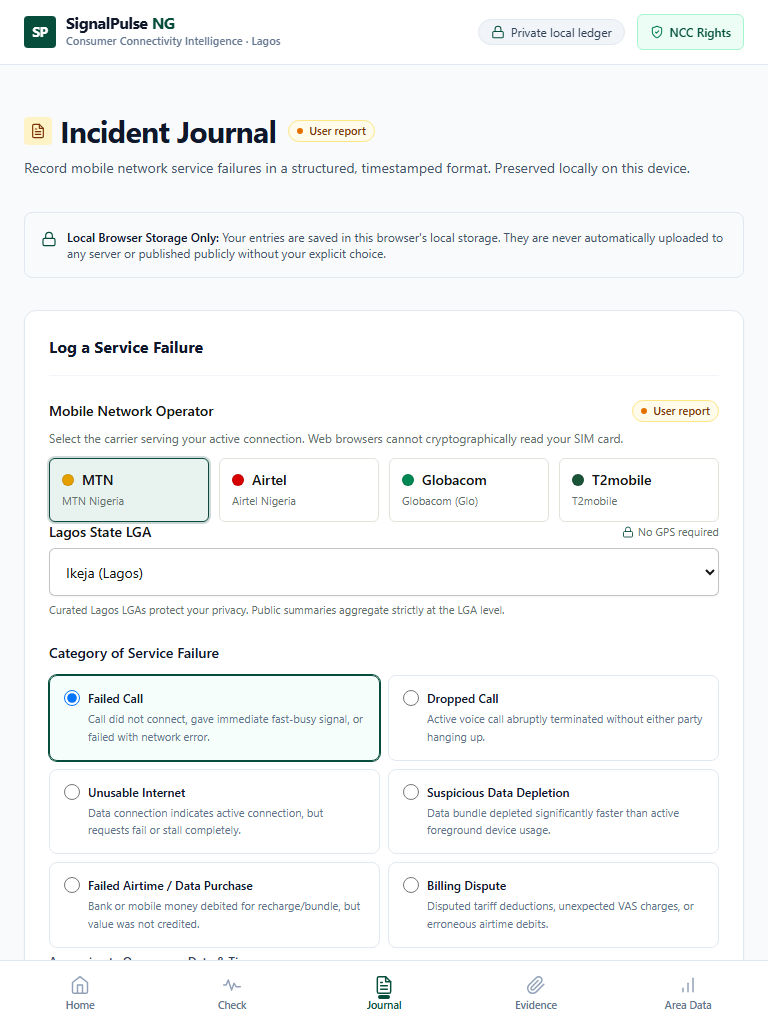 SP
SignalPulse NG
Consumer Connectivity Intelligence · Lagos
Private local ledger
NCC Rights
Incident Journal
User report
Record mobile network service failures in a structured, timestamped format. Preserved locally on this device.
Local Browser Storage Only: Your entries are saved in this browser's local storage. They are never automatically uploaded to
any server or published publicly without your explicit choice.
Log a Service Failure
Mobile Network Operator
User report
Select the carrier serving your active connection. Web browsers cannot cryptographically read your SIM card.
MTN
MTN Nigeria
Airtel
Airtel Nigeria
Globacom
Globacom (Glo)
T2mobile
T2mobile
Lagos State LGA
No GPS required
Ikeja (Lagos)
Curated Lagos LGAs protect your privacy. Public summaries aggregate strictly at the LGA level.
Category of Service Failure
Failed Call
Call did not connect, gave immediate fast-busy signal, or
failed with network error.
Dropped Call
Active voice call abruptly terminated without either party
hanging up.
Unusable Internet
Data connection indicates active connection, but
requests fail or stall completely.
Suspicious Data Depletion
Data bundle depleted significantly faster than active
foreground device usage.
Failed Airtime / Data Purchase
Bank or mobile money debited for recharge/bundle, but
value was not credited.
Billing Dispute
Disputed tariff deductions, unexpected VAS charges, or
erroneous airtime debits.
Home
Check
Journal
Evidence
Area Data